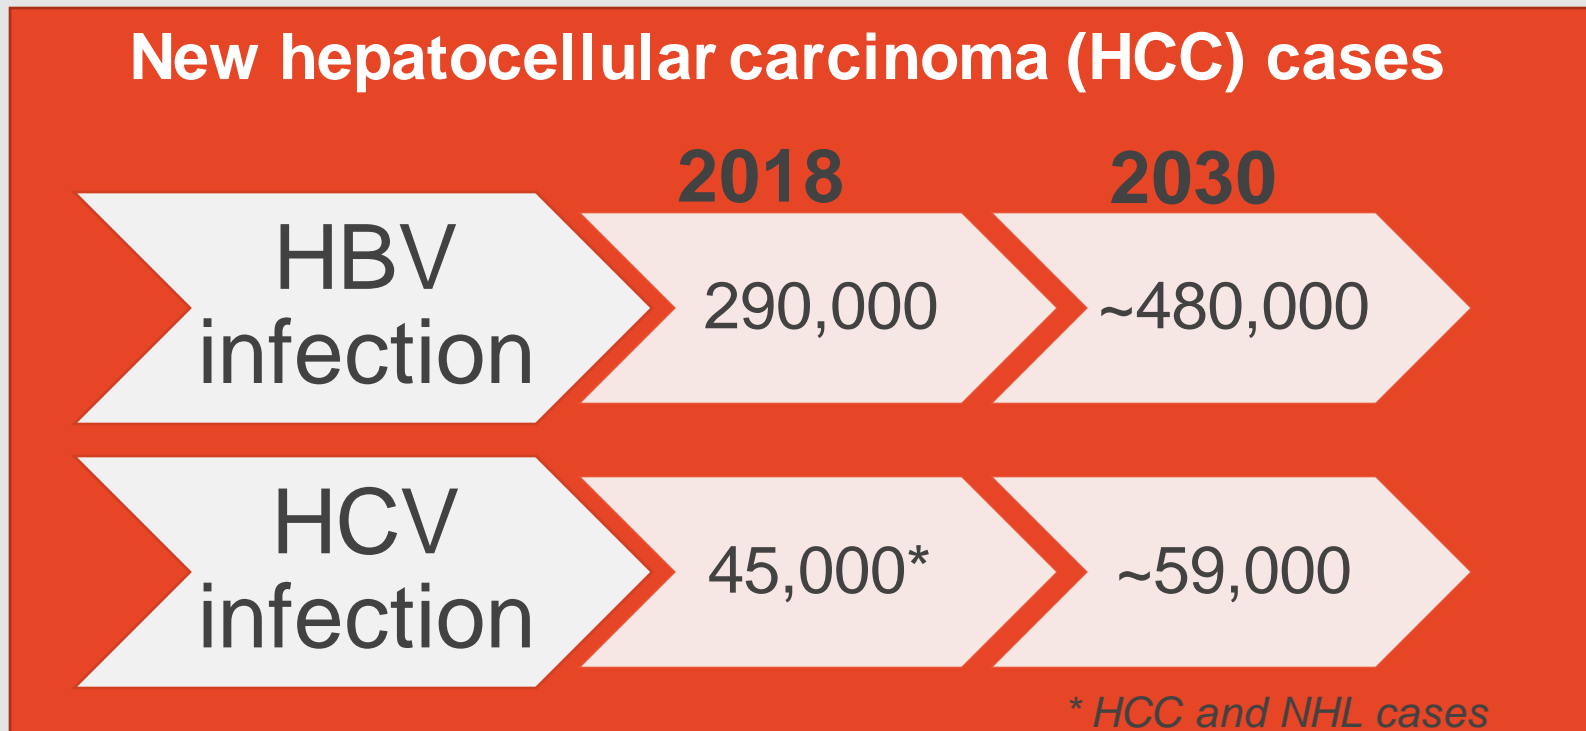 New hepatocellular carcinoma (HCC) cases
2018 2030
HBV
infection
290,000
~480,000
HCV
infection
45,000*
~59,000
* HCC and NHL cases